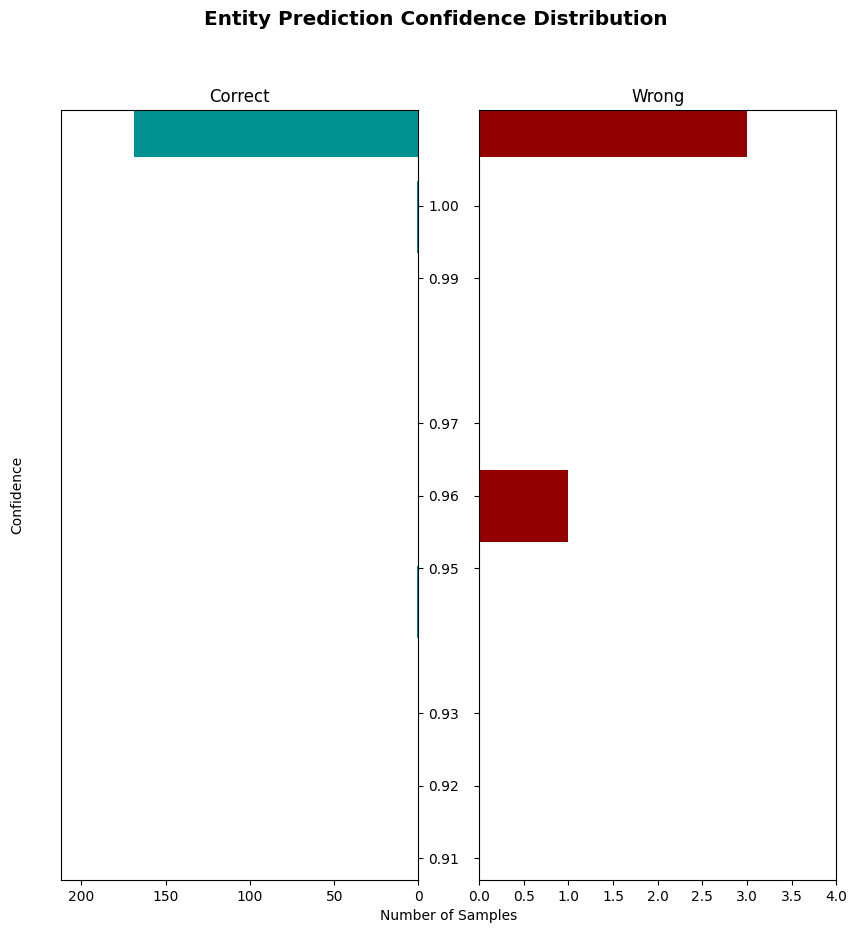 Entity Prediction Confidence Distribution
Correct
Wrong
1.00
0.99
0.97
0.96
0.95
0.93
0.92
0.91
Confidence
200 150 100 50 0
0.0 0.5 1.0 1.5 2.0 2.5 3.0 3.5 4.0
Number of Samples